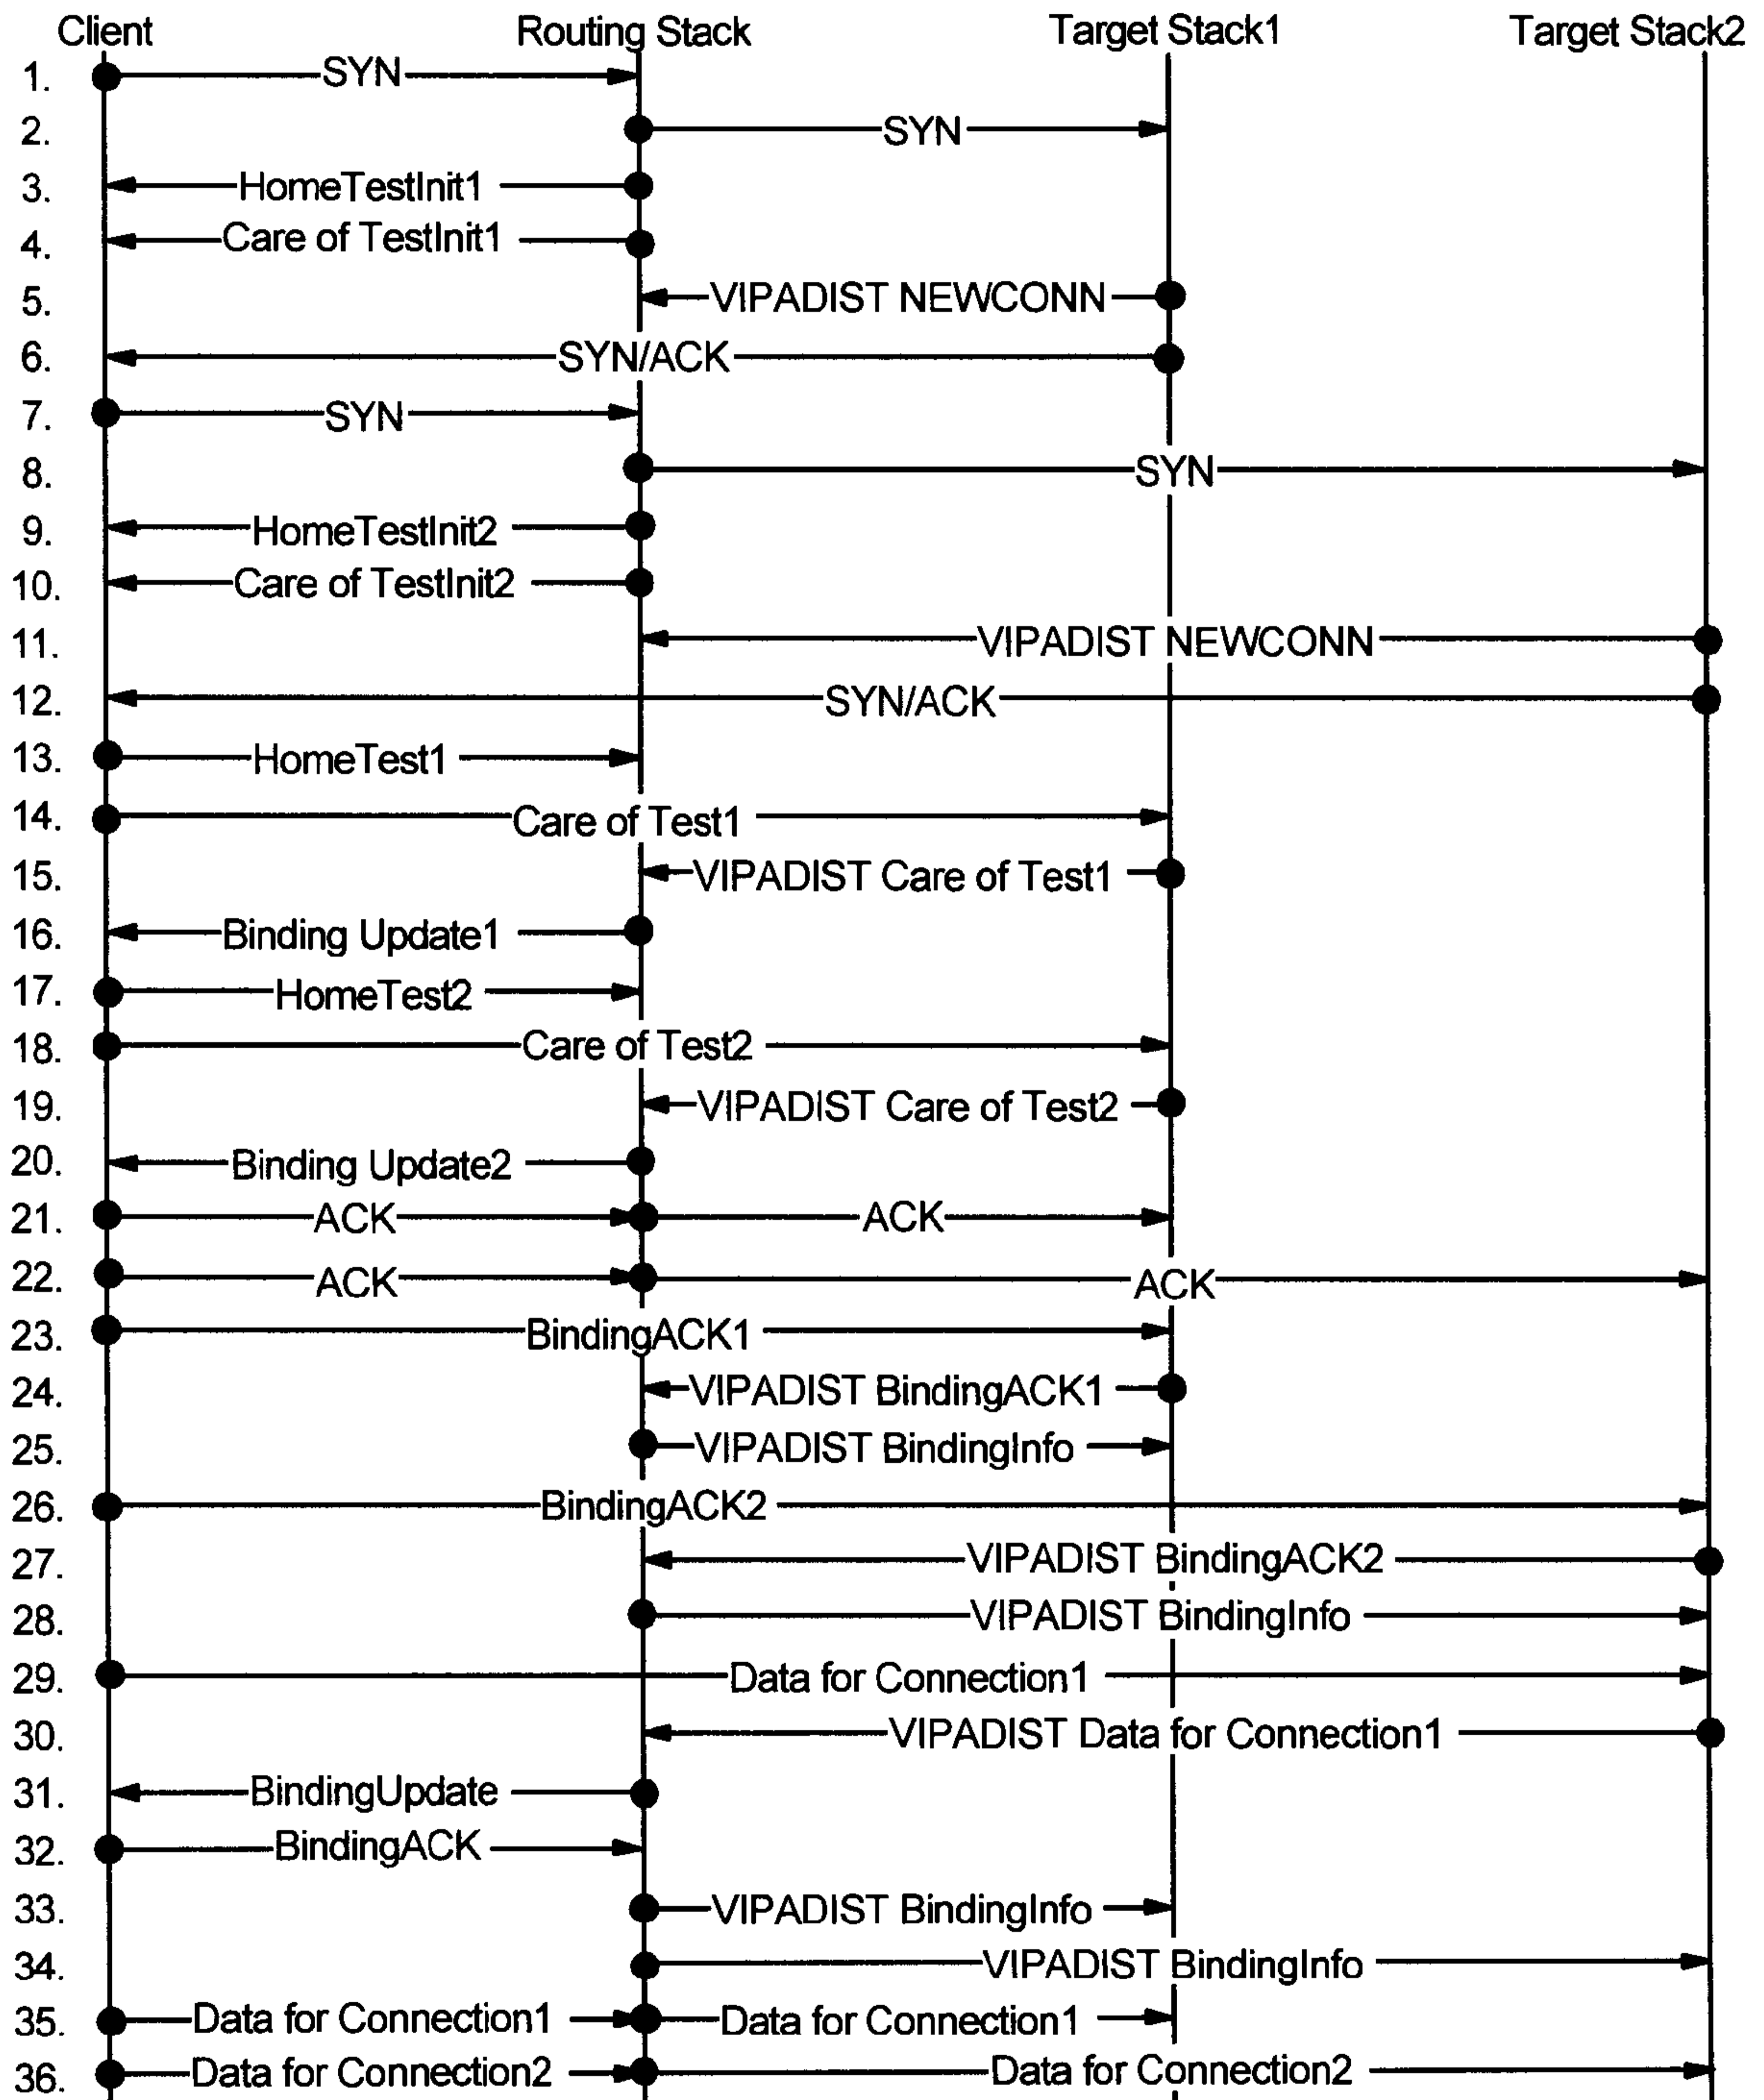 Client Routing Stack Target Stack1 Target Stack2
1. SYN
2. SYN
3. HomeTestInit1
4. Care of TestInit1
5. VIPADIST NEWCONN
6. SYN/ACK
7. SYN
8. SYN
9. HomeTestInit2
10. Care of TestInit2
11. VIPADIST NEWCONN
12. SYN/ACK
13. HomeTest1
14. Care of Test1
15. VIPADIST Care of Test1
16. Binding Update1
17. HomeTest2
18. Care of Test2
19. VIPADIST Care of Test2
20. Binding Update2
21. ACK ACK
22. ACK ACK
23. BindingACK1
24. VIPADIST BindingACK1
25. VIPADIST BindingInfo
26. BindingACK2
27. VIPADIST BindingACK2
28. VIPADIST BindingInfo
29. Data for Connection1
30. VIPADIST Data for Connection1
31. BindingUpdate
32. BindingACK
33. VIPADIST BindingInfo
34. VIPADIST BindingInfo
35. Data for Connection1 Data for Connection1
36. Data for Connection2 Data for Connection2